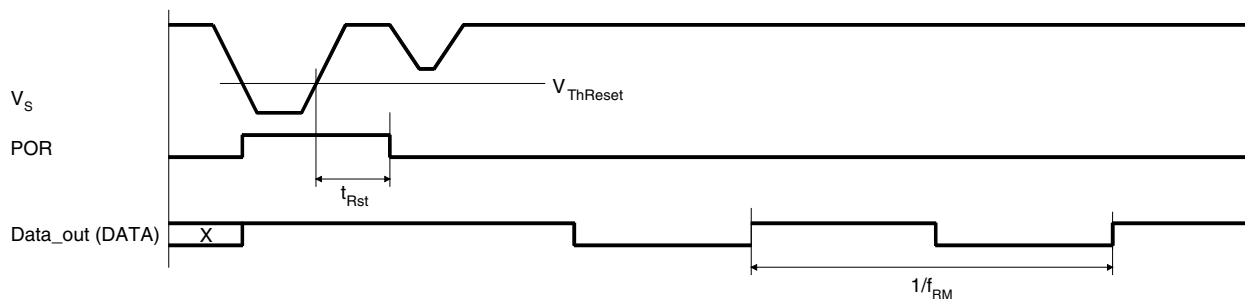 V_ThReset
V_S
POR
t_Rst
Data_out (DATA)
X
1/f_RM